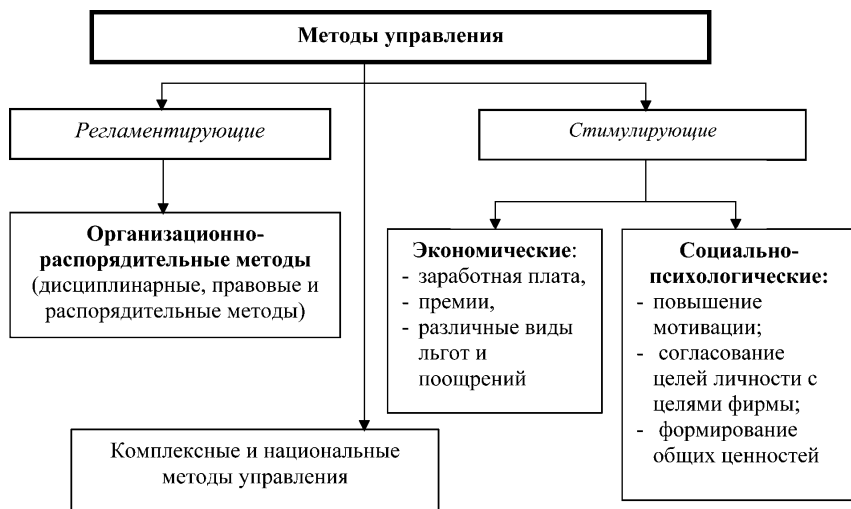 Методы управления
Регламентирующие
Стимулирующие
Организационно-
распорядительные методы
(дисциплинарные, правовые и
распорядительные методы)
Экономические:
- заработная плата,
- премии,
- различные виды
льгот и
поощрений
Социально-
психологические:
- повышение
мотивации;
- согласование
целей личности с
целями фирмы;
- формирование
общих ценностей
Комплексные и национальные
методы управления